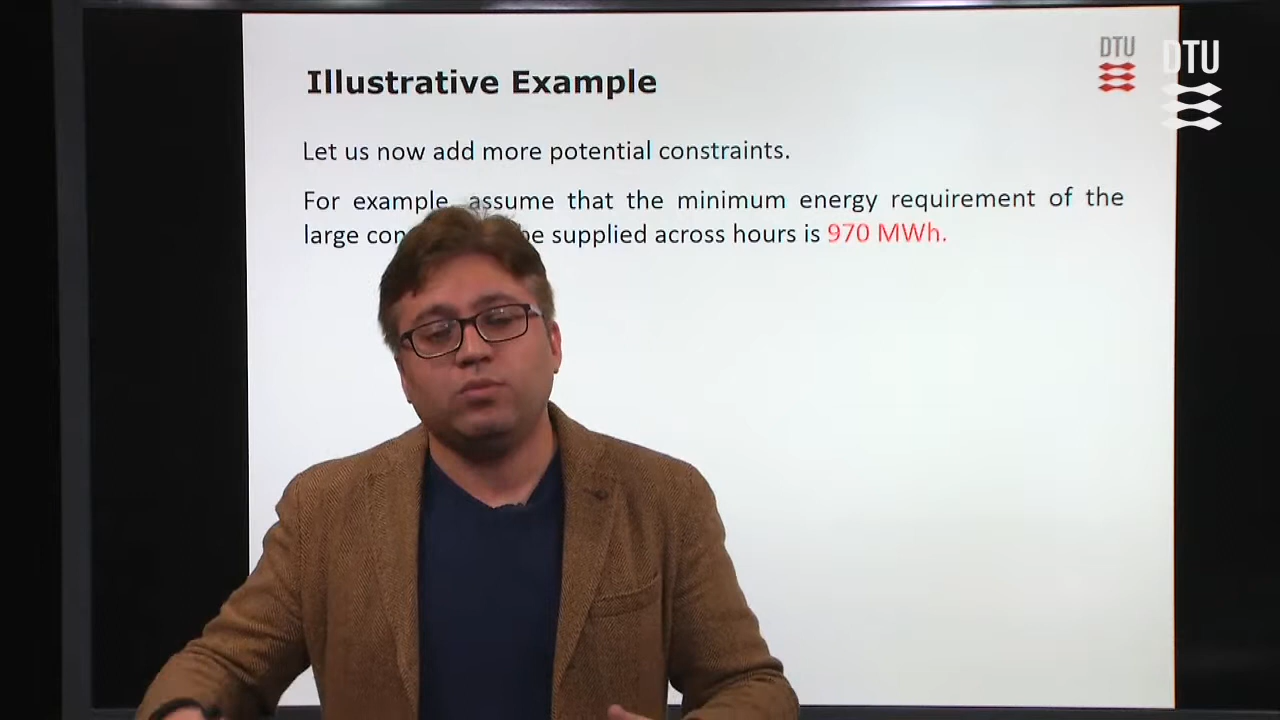 Illustrative Example
DTU
DTU
Let us now add more potential constraints.
For example, assume that the minimum energy requirement of the
large be supplied across hours is 970 MWh.